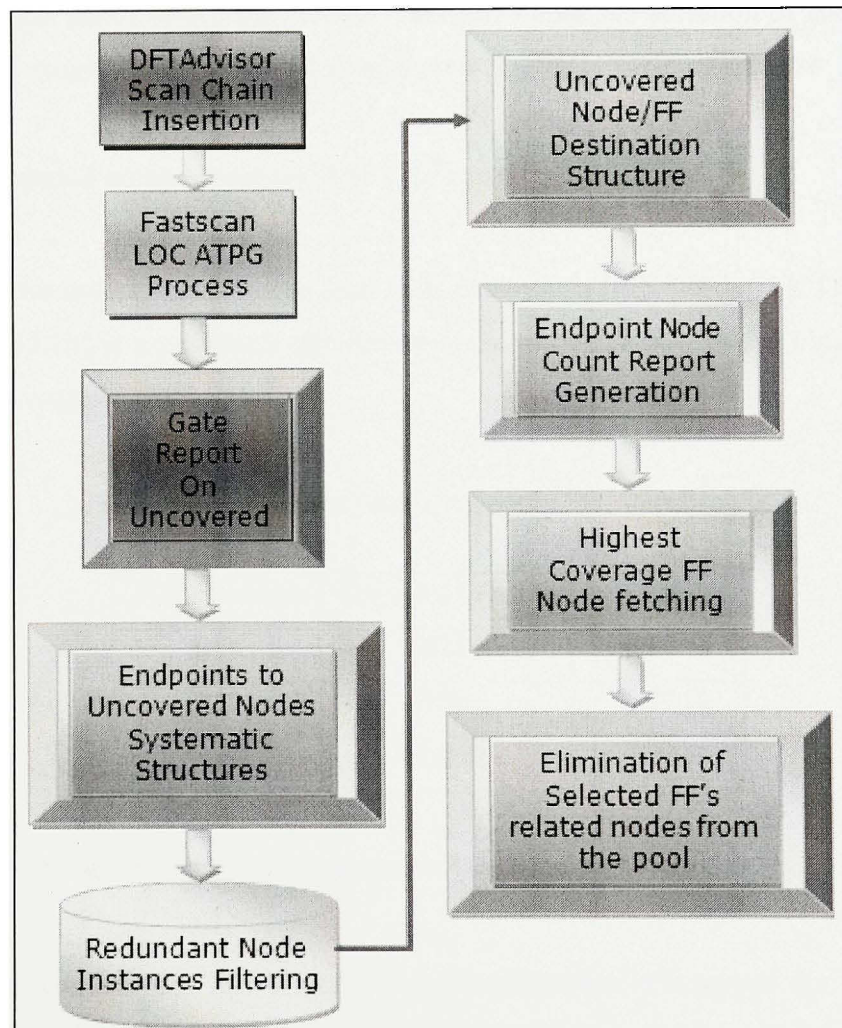 DFTAdvisor
Scan Chain
Insertion
Fastscan
LOC ATPG
Process
Gate
Report
On
Uncovered
Endpoints to
Uncovered Nodes
Systematic
Structures
Redundant Node
Instances Filtering
Uncovered
Node/FF
Destination
Structure
Endpoint Node
Count Report
Generation
Highest
Coverage FF
Node fetching
Elimination of
Selected FF's
related nodes from
the pool